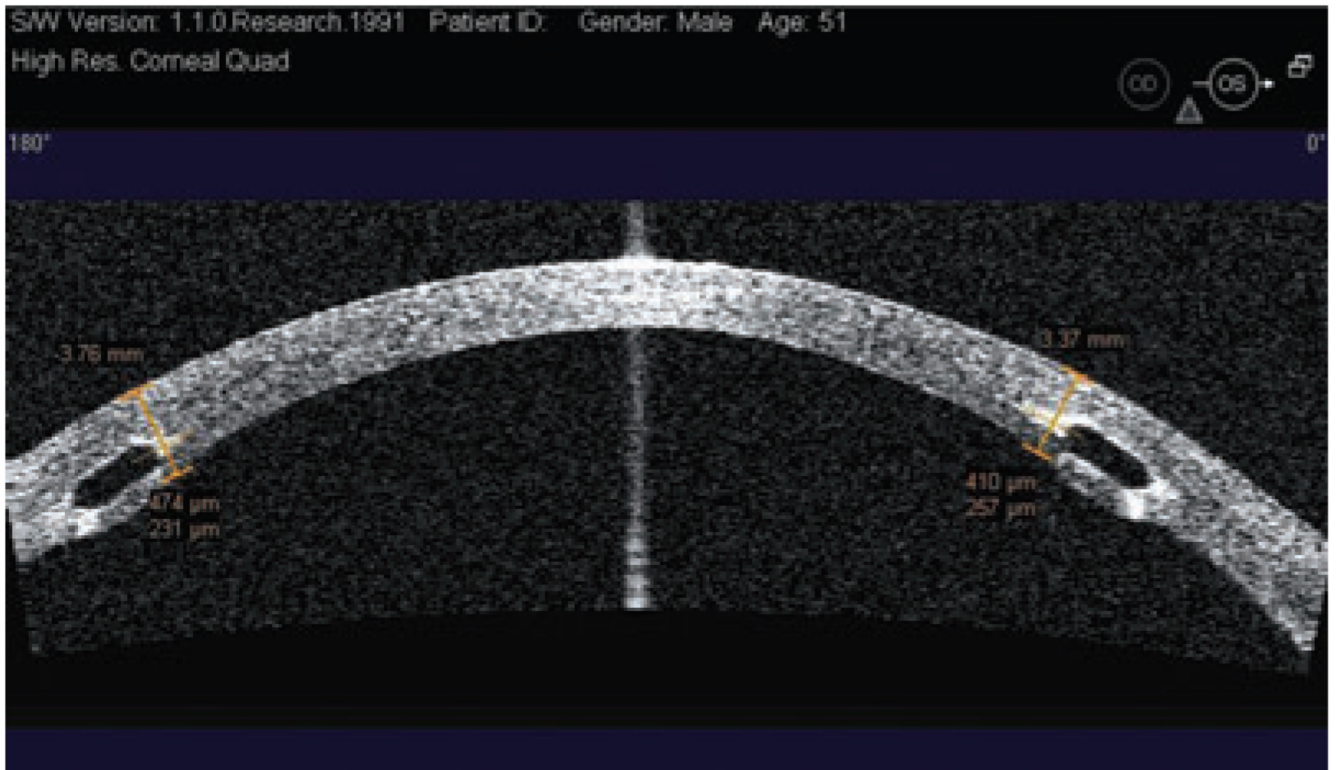 S/W Version: 1.1.0.Research.1991 Patient ID: Gender: Male Age: 51
High Res. Corneal Quad
OD OS
180° 0°
3.76 mm 3.37 mm
474 µm 410 µm
231 µm 257 µm